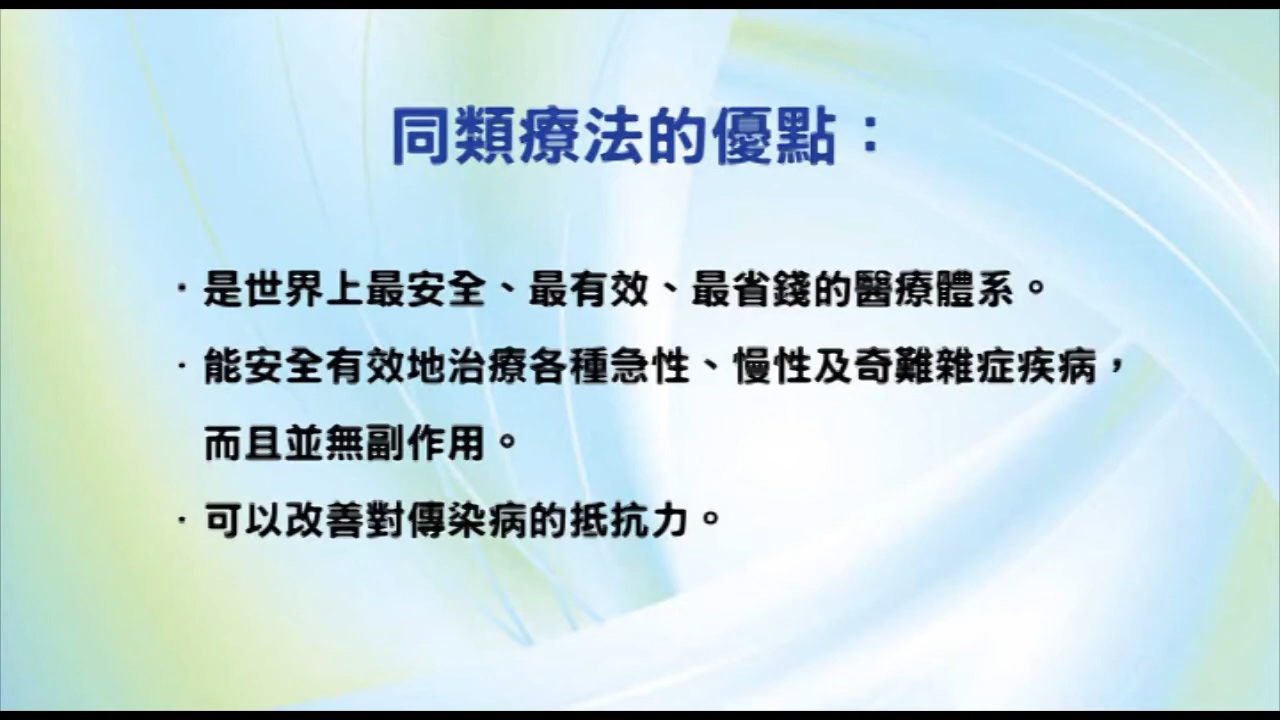 同類療法的優點：
· 是世界上最安全、最有效、最省錢的醫療體系。
· 能安全有效地治療各種急性、慢性及奇難雜症疾病，
而且並無副作用。
· 可以改善對傳染病的抵抗力。